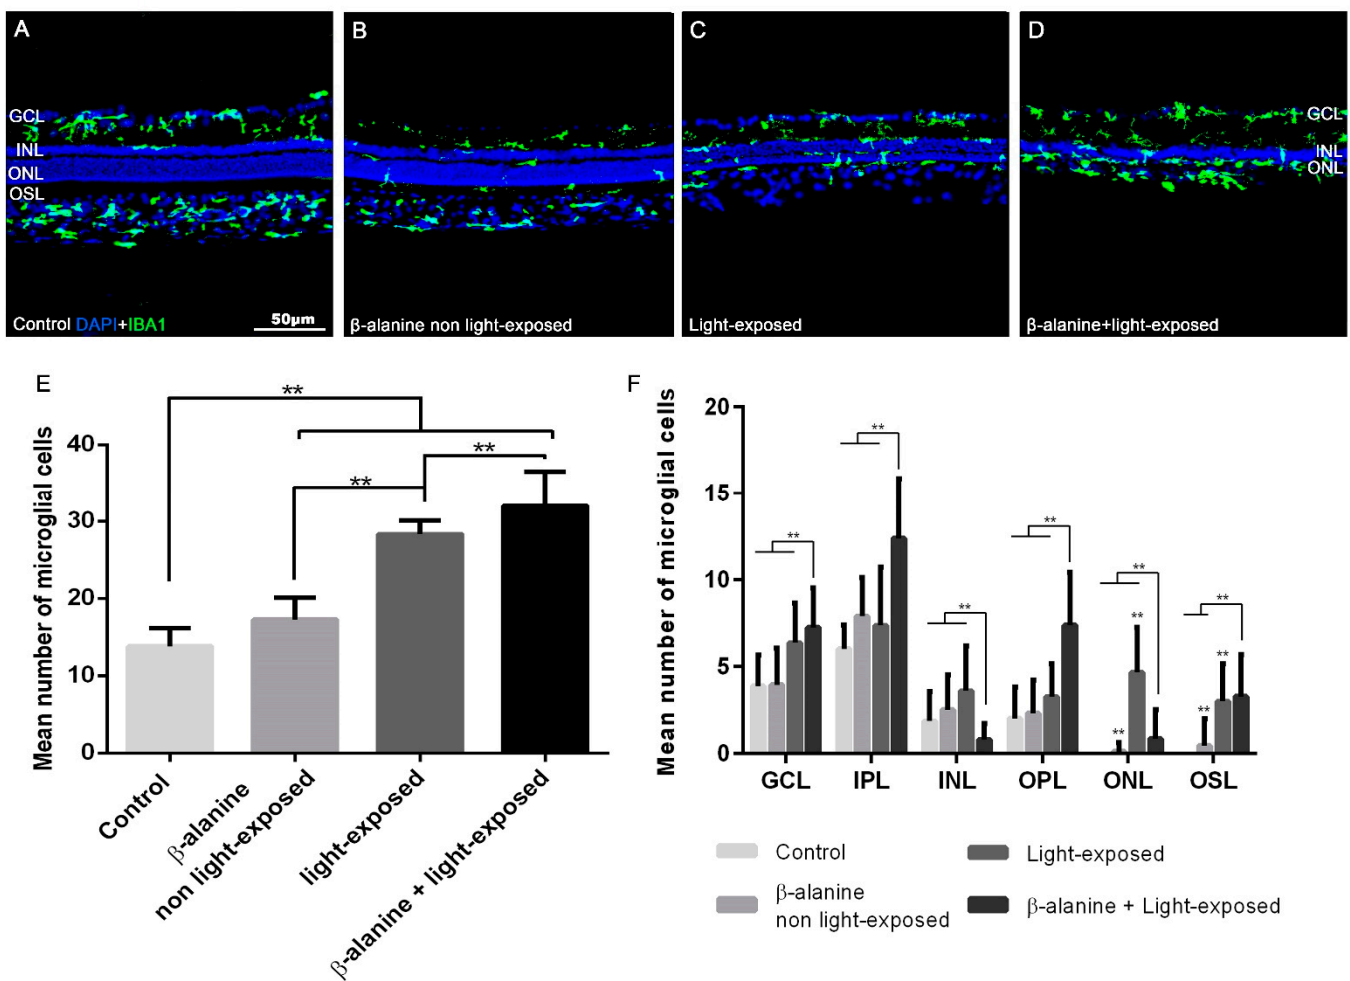 A
B
C
D
GCL
INL
ONL
OSL
GCL
INL
ONL
Control DAPI+IBA1
50µm
β-alanine non light-exposed
Light-exposed
β-alanine+light-exposed
E
**
**
**
Mean number of microglial cells
40
30
20
10
0
Control
β-alanine
non light-exposed
light-exposed
β-alanine + light-exposed
F
Mean number of microglial cells
20
15
10
5
0
**
**
**
**
**
**
**
**
**
**
GCL
IPL
INL
OPL
ONL
OSL
Control
β-alanine
non light-exposed
Light-exposed
β-alanine + Light-exposed